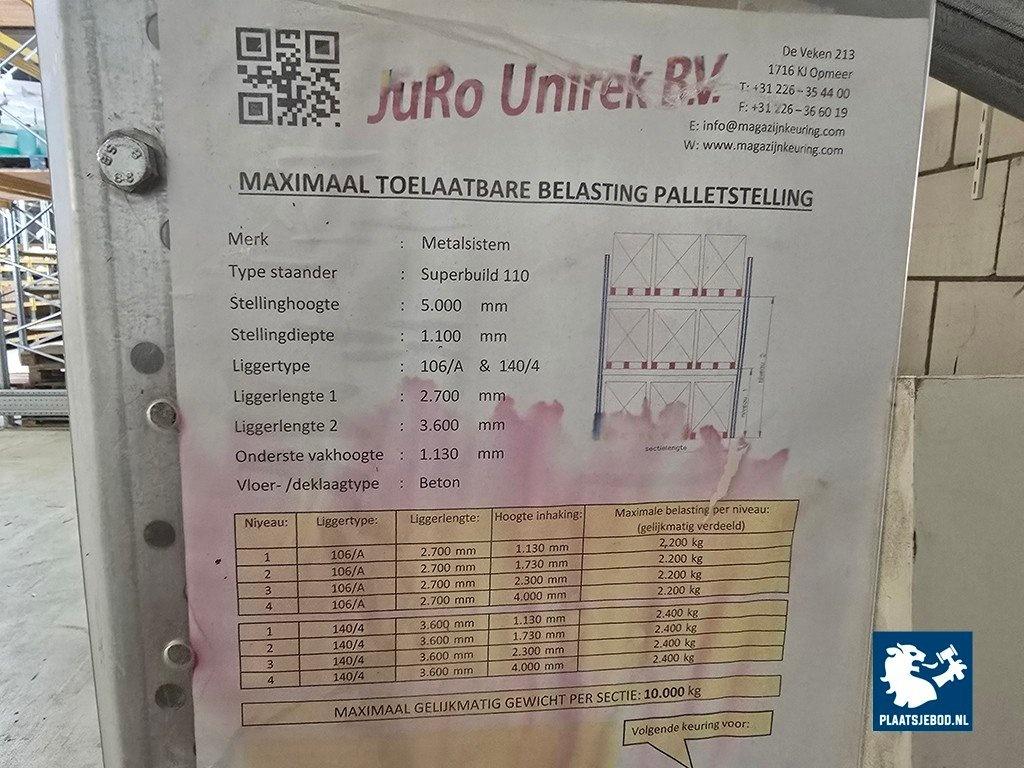 JuRo Unirek B.V.
De Veken 213
1716 KJ Opmeer
T: +31 226 – 35 44 00
F: +31 226 – 36 60 19
E: info@magazijnkeuring.com
W: www.magazijnkeuring.com
MAXIMAAL TOELAATBARE BELASTING PALLETSTELLING
Merk : Metalsistem
Type staander : Superbuild 110
Stellinghoogte : 5.000 mm
Stellingdiepte : 1.100 mm
Liggertype : 106/A & 140/4
Liggerlengte 1 : 2.700 mm
Liggerlengte 2 : 3.600 mm
Onderste vakhoogte : 1.130 mm
Vloer- /deklaagtype : Beton
sectielengte
Niveau: Liggertype: Liggerlengte: Hoogte inhaking: Maximale belasting per niveau: (gelijkmatig verdeeld)
1 106/A 2.700 mm 1.130 mm 2,200 kg
2 106/A 2.700 mm 1.730 mm 2.200 kg
3 106/A 2.700 mm 2.300 mm 2.200 kg
4 106/A 2.700 mm 4.000 mm 2.200 kg
1 140/4 3.600 mm 1.130 mm 2.400 kg
2 140/4 3.600 mm 1.730 mm 2.400 kg
3 140/4 3.600 mm 2.300 mm 2.400 kg
4 140/4 3.600 mm 4.000 mm 2.400 kg
MAXIMAAL GELIJKMATIG GEWICHT PER SECTIE: 10.000 kg
Volgende keuring voor:
8.8
PLAATSJEBOD.NL